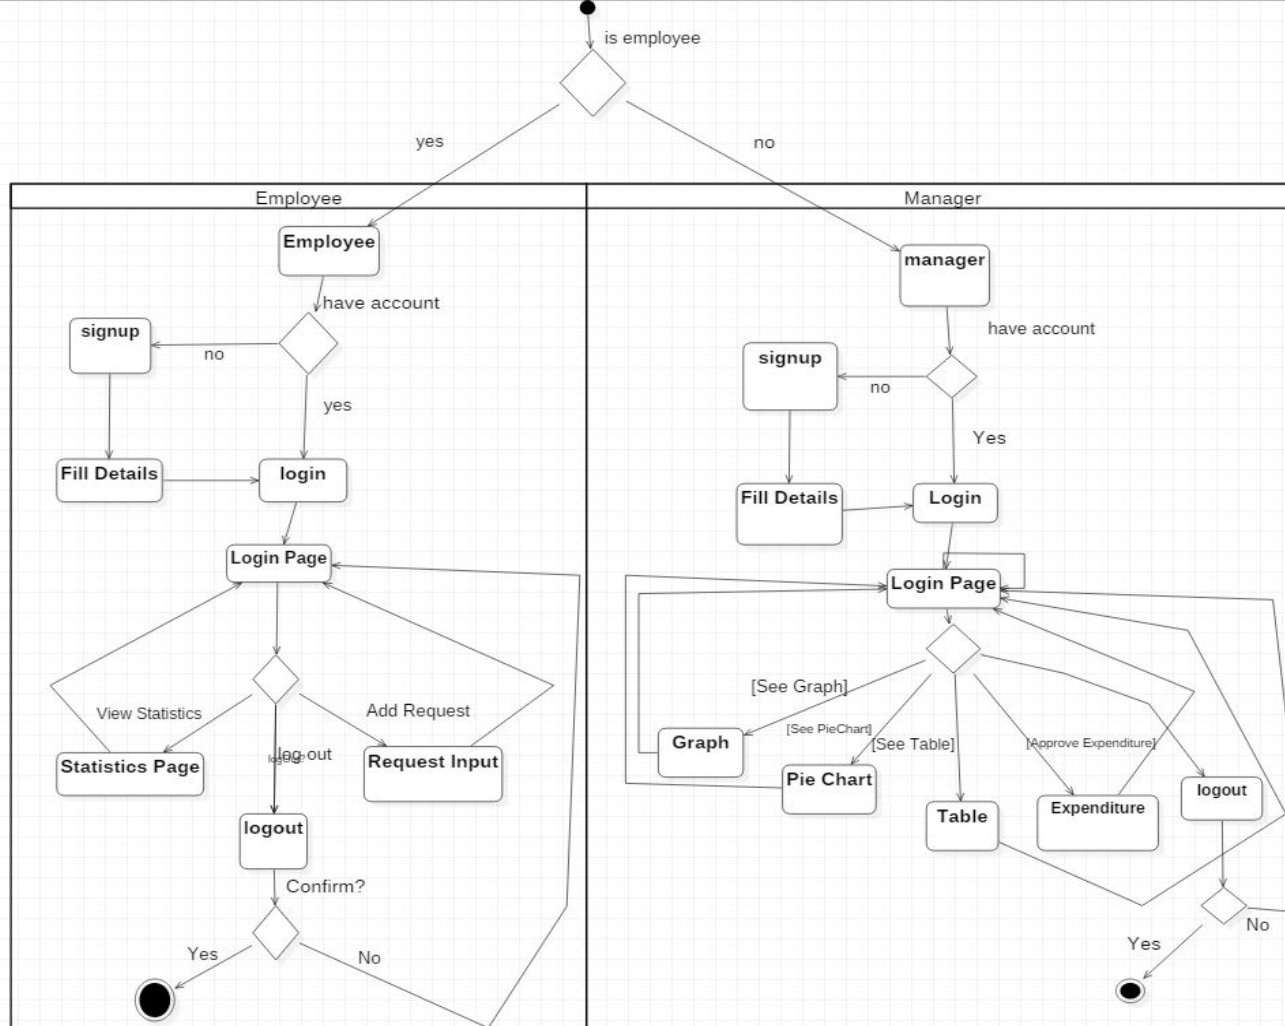 is employee
yes
no
Employee
Manager
Employee
manager
have account
have account
signup
no
signup
no
yes
Yes
Fill Details
login
Fill Details
Login
Login Page
Login Page
View Statistics
Add Request
[See Graph]
[See PieChart]
[See Table]
[Approve Expenditure]
Statistics Page
log out
Request Input
Graph
Pie Chart
Table
Expenditure
logout
logout
Confirm?
Yes
No
Yes
No